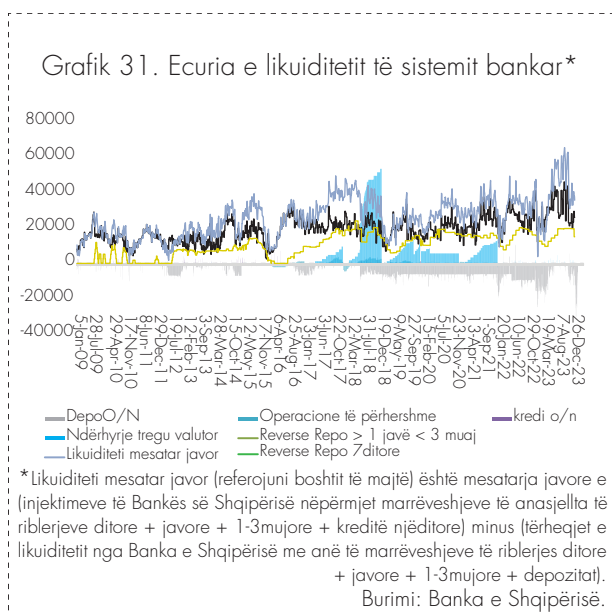 Grafik 31. Ecuria e likuiditetit të sistemit bankar*
80000
60000
40000
20000
0
-20000
-40000
5-Jan-09
28-Jul-09
29-Apr-10
17-Nov-10
8-Jun-11
29-Dec-11
19-Jul-12
12-Feb-13
3-Sep-13
28-Mar-14
15-Oct-14
12-May-15
17-Nov-15
6-Apr-16
25-Aug-16
13-Jan-17
3-Jun-17
22-Oct-17
12-Mar-18
31-Jul-18
19-Dec-18
9-May-19
27-Sep-19
15-Feb-20
5-Jul-20
23-Nov-20
13-Apr-21
1-Sep-21
20-Jan-22
10-Jun-22
29-Oct-22
19-Mar-23
7-Aug-23
26-Dec-23
DepoO/N
Operacione të përhershme
kredi o/n
Ndërhyrje tregu valutor
Reverse Repo > 1 javë < 3 muaj
Likuiditeti mesatar javor
Reverse Repo 7ditore
*Likuiditeti mesatar javor (referojuni boshtit të majtë) është mesatarja javore e
(injektimeve të Bankës së Shqipërisë nëpërmjet marrëveshjeve të anasjellta të
riblerjeve ditore + javore + 1-3mujore + kreditë njëditore) minus (tërheqjet e
likuiditetit nga Banka e Shqipërisë me anë të marrëveshjeve të riblerjes ditore
+ javore + 1-3mujore + depozitat).
Burimi: Banka e Shqipërisë.